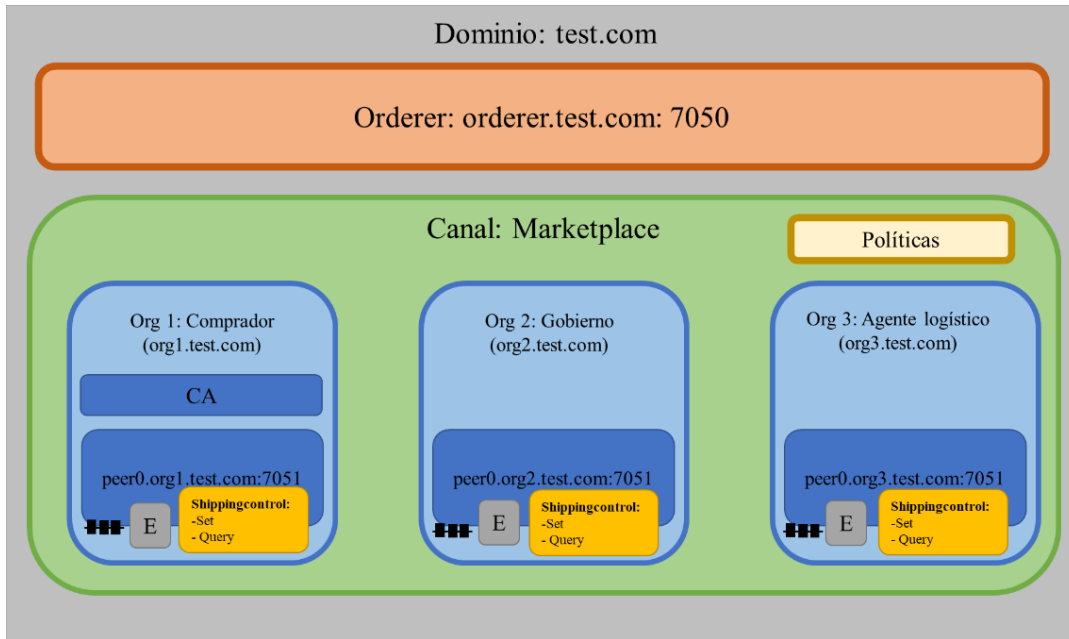 Dominio: test.com
Orderer: orderer.test.com: 7050
Canal: Marketplace
Políticas
Org 1: Comprador
(org1.test.com)
CA
peer0.org1.test.com:7051
E
Shippingcontrol:
-Set
- Query
Org 2: Gobierno
(org2.test.com)
peer0.org2.test.com:7051
E
Shippingcontrol:
-Set
- Query
Org 3: Agente logístico
(org3.test.com)
peer0.org3.test.com:7051
E
Shippingcontrol:
-Set
- Query